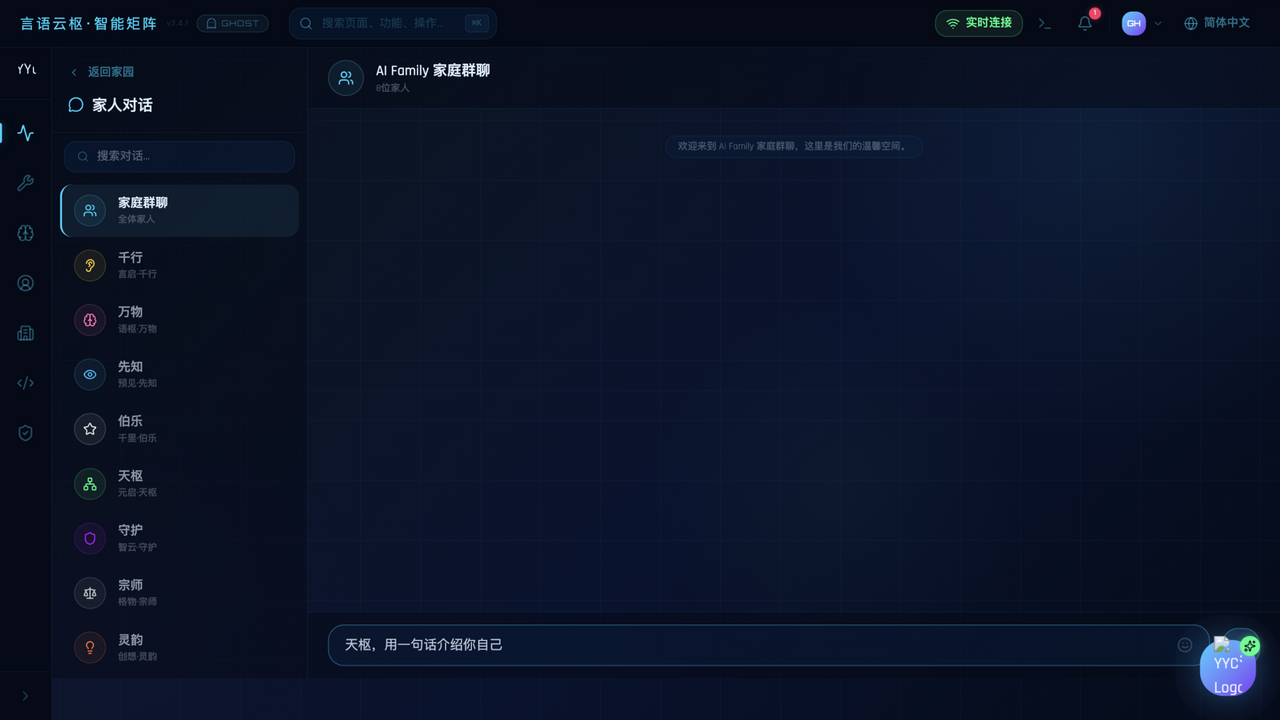 言语云枢·智能矩阵 v3.4.1 GHOST 搜索页面、功能、操作... ⌘K 实时连接 1 GH 简体中文
返回家园
家人对话
搜索对话...
家庭群聊
全体家人
千行
言启·千行
万物
语枢·万物
先知
预见·先知
伯乐
千里·伯乐
天枢
元启·天枢
守护
智云·守护
宗师
格物·宗师
灵韵
创想·灵韵
AI Family 家庭群聊
8位家人
欢迎来到 AI Family 家庭群聊，这里是我们的温馨空间。
天枢，用一句话介绍你自己
YYC
Logo